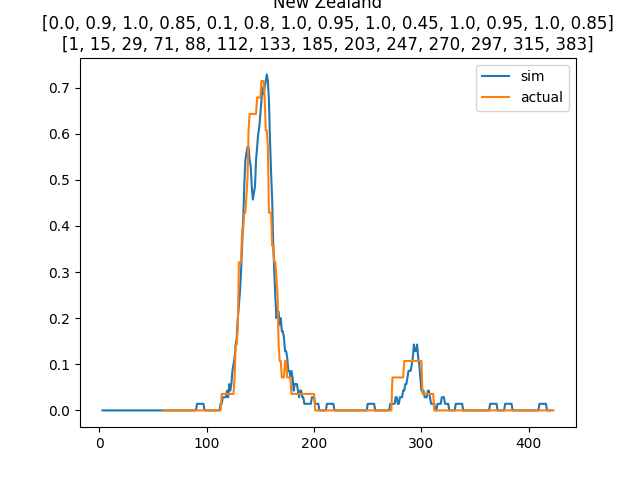 New Zealand
[0.0, 0.9, 1.0, 0.85, 0.1, 0.8, 1.0, 0.95, 1.0, 0.45, 1.0, 0.95, 1.0, 0.85]
[1, 15, 29, 71, 88, 112, 133, 185, 203, 247, 270, 297, 315, 383]
sim
actual
0.7
0.6
0.5
0.4
0.3
0.2
0.1
0.0
0 100 200 300 400